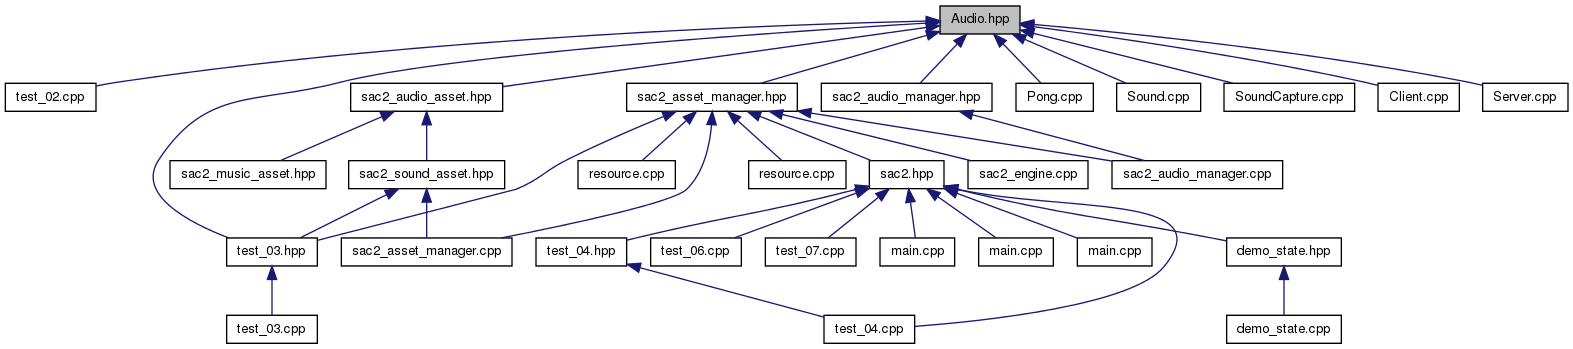 Audio.hpp
test_02.cpp
sac2_audio_asset.hpp
sac2_asset_manager.hpp
sac2_audio_manager.hpp
Pong.cpp
Sound.cpp
SoundCapture.cpp
Client.cpp
Server.cpp
sac2_music_asset.hpp
sac2_sound_asset.hpp
resource.cpp
resource.cpp
sac2.hpp
sac2_engine.cpp
sac2_audio_manager.cpp
test_03.hpp
sac2_asset_manager.cpp
test_04.hpp
test_06.cpp
test_07.cpp
main.cpp
main.cpp
main.cpp
demo_state.hpp
test_03.cpp
test_04.cpp
demo_state.cpp